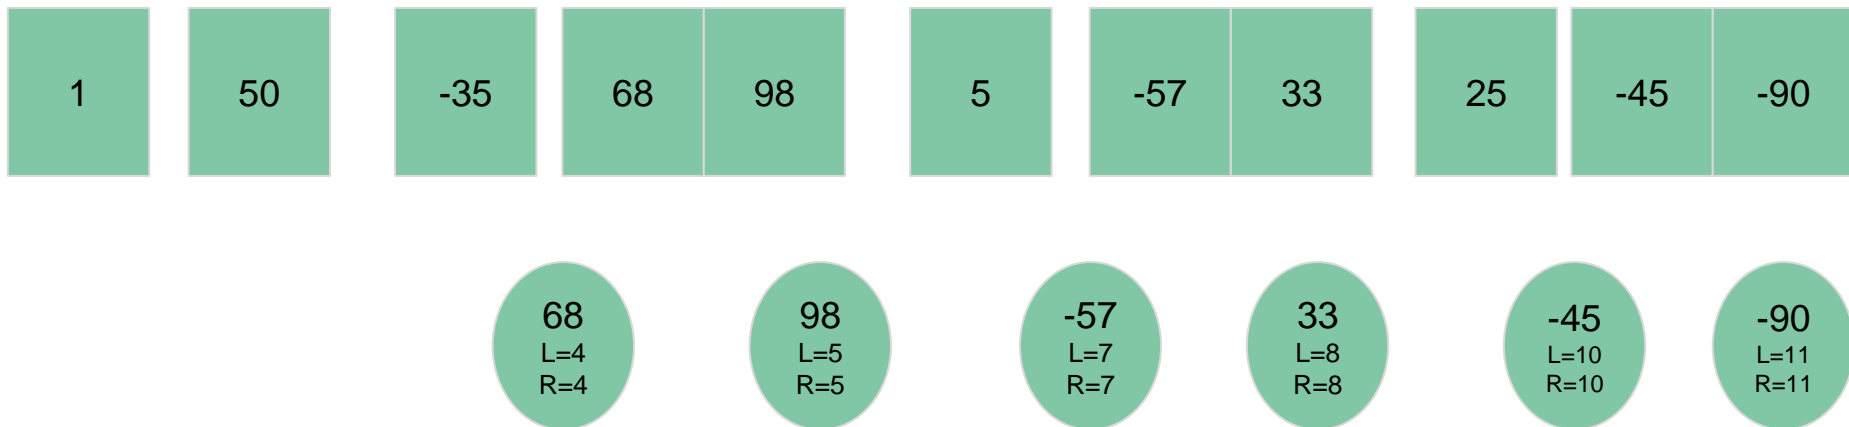 1 50 -35 68 98 5 -57 33 25 -45 -90
68
L=4
R=4
98
L=5
R=5
-57
L=7
R=7
33
L=8
R=8
-45
L=10
R=10
-90
L=11
R=11